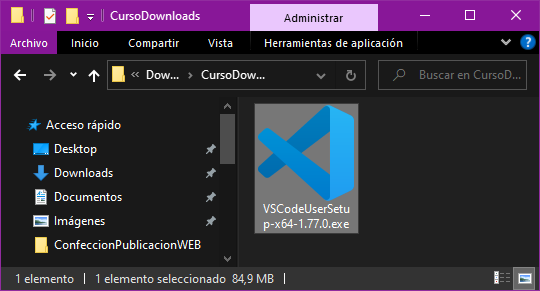 CursoDownloads
Administrar
Archivo Inicio Compartir Vista Herramientas de aplicación
Dow... CursoDow... Buscar en CursoD...
Acceso rápido
Desktop
Downloads
Documentos
Imágenes
ConfeccionPublicacionWEB
VSCodeUserSetu
p-x64-1.77.0.exe
1 elemento 1 elemento seleccionado 84,9 MB